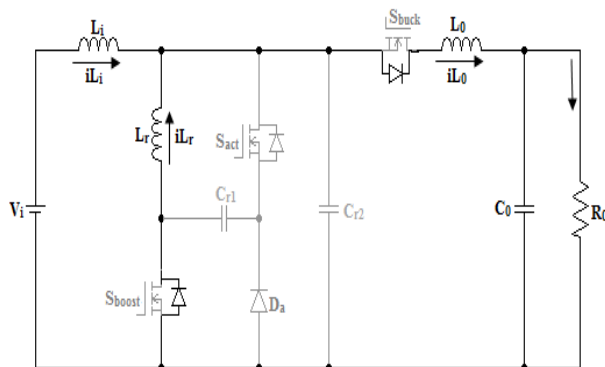 Sbuck
Li
L0
iLi
iL0
Lr
iLr
Sact
Cr1
Vi
Cr2
C0
R0
Sboost
Da